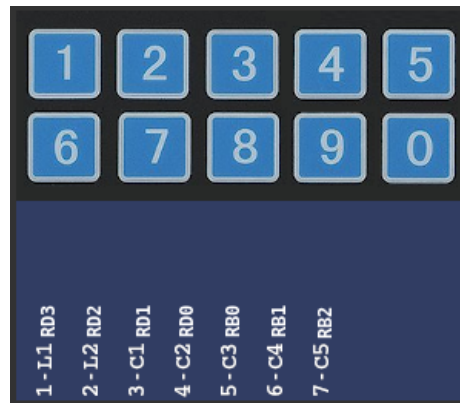 1 2 3 4 5
6 7 8 9 0
1-L1 RD3
2-L2 RD2
3-C1 RD1
4-C2 RD0
5-C3 RB0
6-C4 RB1
7-C5 RB2